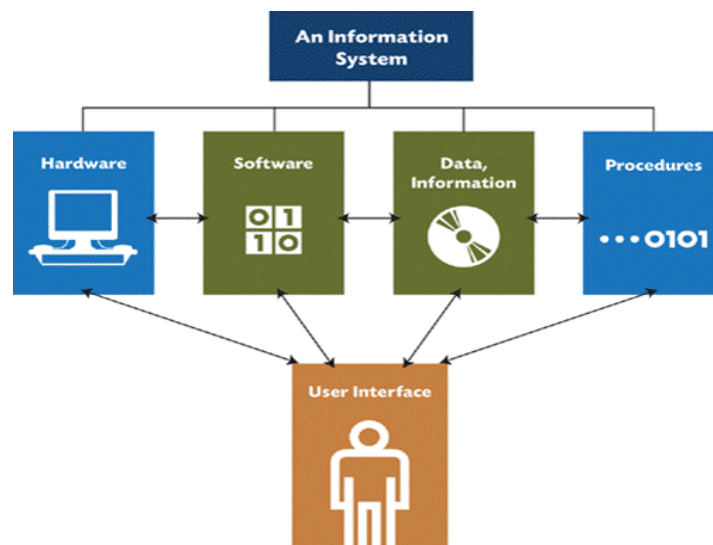 An Information
System
Hardware
Software
Data,
Information
Procedures
01
10
•••0101
User Interface